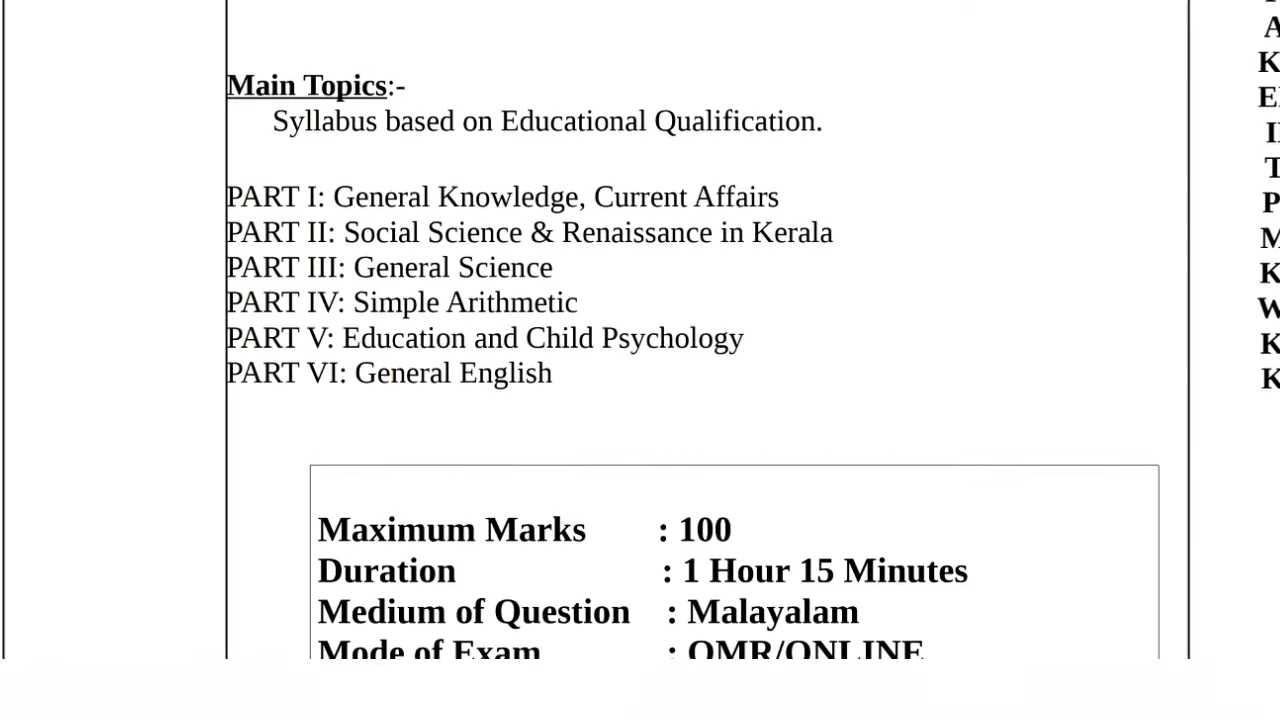 Main Topics:-
Syllabus based on Educational Qualification.
PART I: General Knowledge, Current Affairs
PART II: Social Science & Renaissance in Kerala
PART III: General Science
PART IV: Simple Arithmetic
PART V: Education and Child Psychology
PART VI: General English
Maximum Marks : 100
Duration : 1 Hour 15 Minutes
Medium of Question : Malayalam
Mode of Exam : OMR/ONLINE